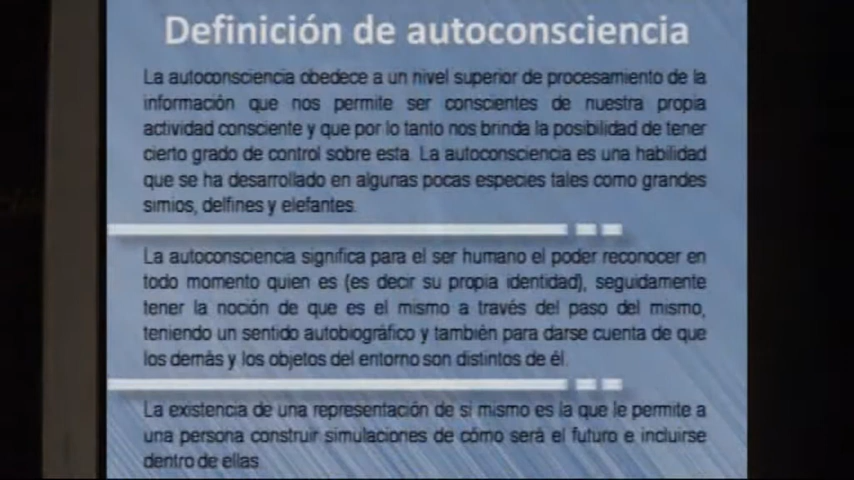 Definición de autoconsciencia
La autoconsciencia obedece a un nivel superior de procesamiento de la
información que nos permite ser conscientes de nuestra propia
actividad consciente y que por lo tanto nos brinda la posibilidad de tener
cierto grado de control sobre esta. La autoconsciencia es una habilidad
que se ha desarrollado en algunas pocas especies tales como grandes
simios, delfines y elefantes.
La autoconsciencia significa para el ser humano el poder reconocer en
todo momento quien es (es decir su propia identidad), seguidamente
tener la noción de que es el mismo a través del paso del mismo,
teniendo un sentido autobiográfico y también para darse cuenta de que
los demás y los objetos del entorno son distintos de él.
La existencia de una representación de si mismo es la que le permite a
una persona construir simulaciones de cómo será el futuro e incluirse
dentro de ellas